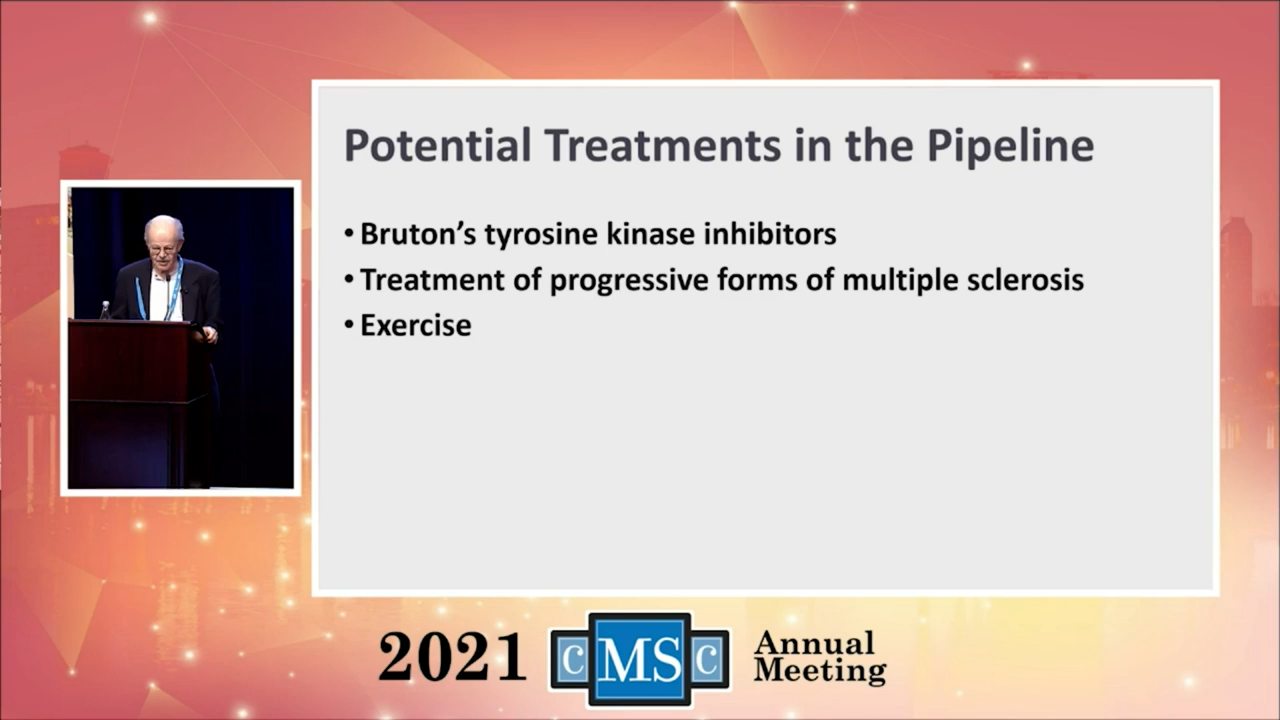 Potential Treatments in the Pipeline
• Bruton's tyrosine kinase inhibitors
• Treatment of progressive forms of multiple sclerosis
• Exercise
2021 CMSC Annual
Meeting